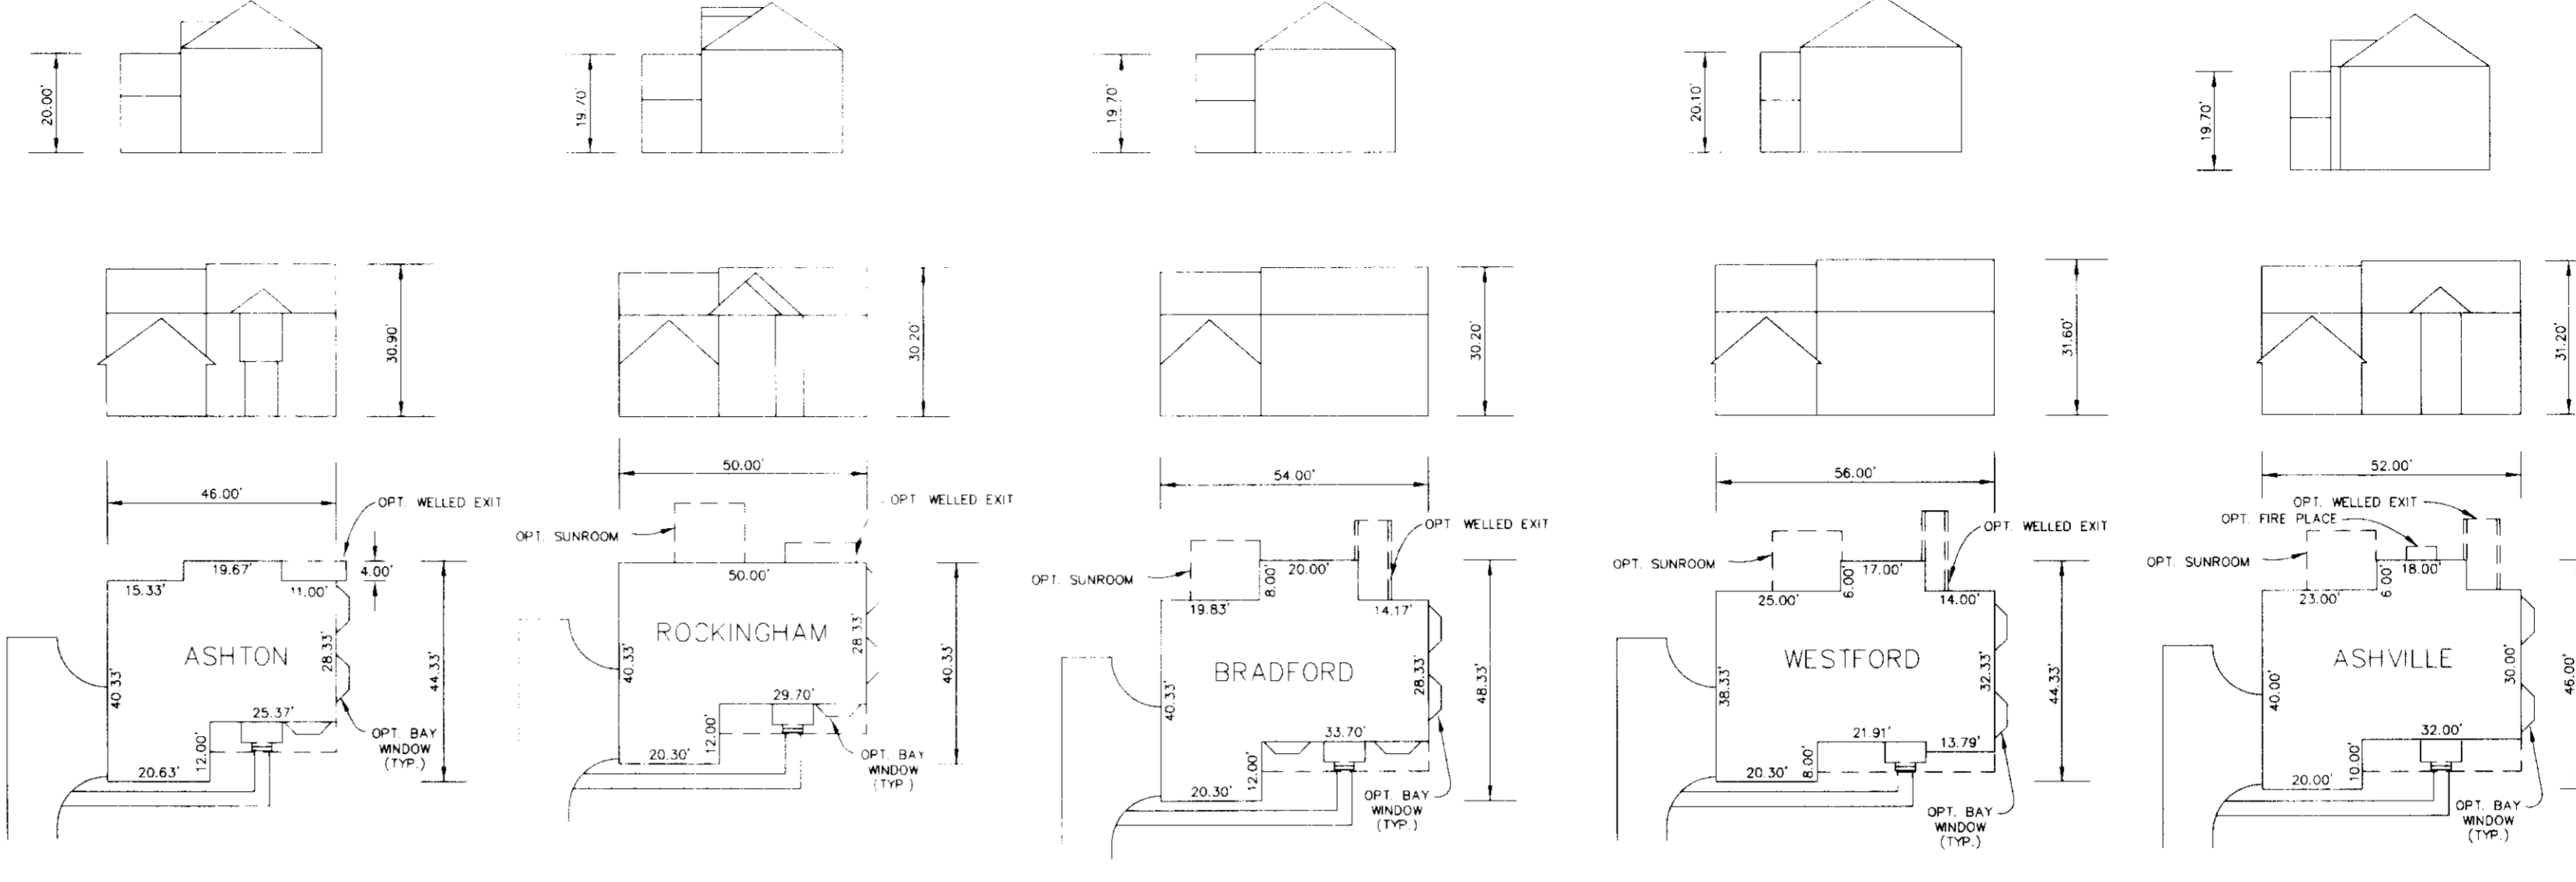 20.00'
19.70'
19.70'
20.10'
19.70'
30.90'
30.20'
30.20'
31.60'
31.20'
46.00'
OPT. WELLED EXIT
19.67'
4.00'
15.33'
11.00'
ASHTON
28.33'
40.33'
44.33'
25.37'
12.00'
20.63'
OPT. BAY
WINDOW
(TYP.)
50.00'
OPT WELLED EXIT
OPT. SUNROOM
50.00'
ROCKINGHAM
28.33'
40.33'
40.33'
29.70'
12.00'
20.30'
OPT. BAY
WINDOW
(TYP.)
54.00'
OPT WELLED EXIT
OPT. SUNROOM
8.00'
20.00'
19.83'
14.17'
BRADFORD
28.33'
40.33'
48.33'
33.70'
12.00'
20.30'
OPT. BAY
WINDOW
(TYP.)
56.00'
OPT. WELLED EXIT
OPT. SUNROOM
6.00'
17.00'
25.00'
14.00'
WESTFORD
32.33'
38.33'
44.33'
21.91'
13.79'
8.00'
20.30'
OPT. BAY
WINDOW
(TYP.)
52.00'
OPT. WELLED EXIT
OPT. FIRE PLACE
OPT. SUNROOM
6.00'
18.00'
23.00'
ASHVILLE
30.00'
40.00'
46.00'
32.00'
10.00'
20.00'
OPT. BAY
WINDOW
(TYP.)